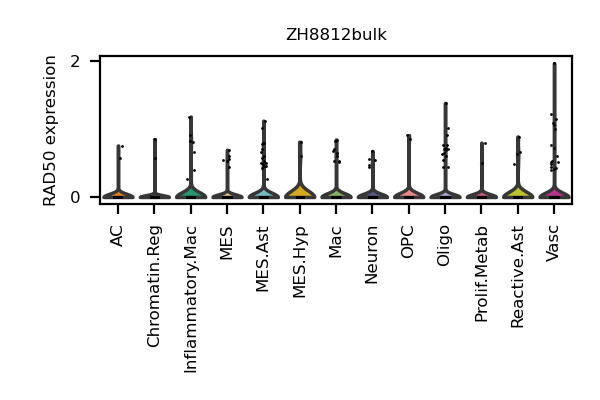 ZH8812bulk
RAD50 expression
2
0
AC
Chromatin.Reg
Inflammatory.Mac
MES
MES.Ast
MES.Hyp
Mac
Neuron
OPC
Oligo
Prolif.Metab
Reactive.Ast
Vasc